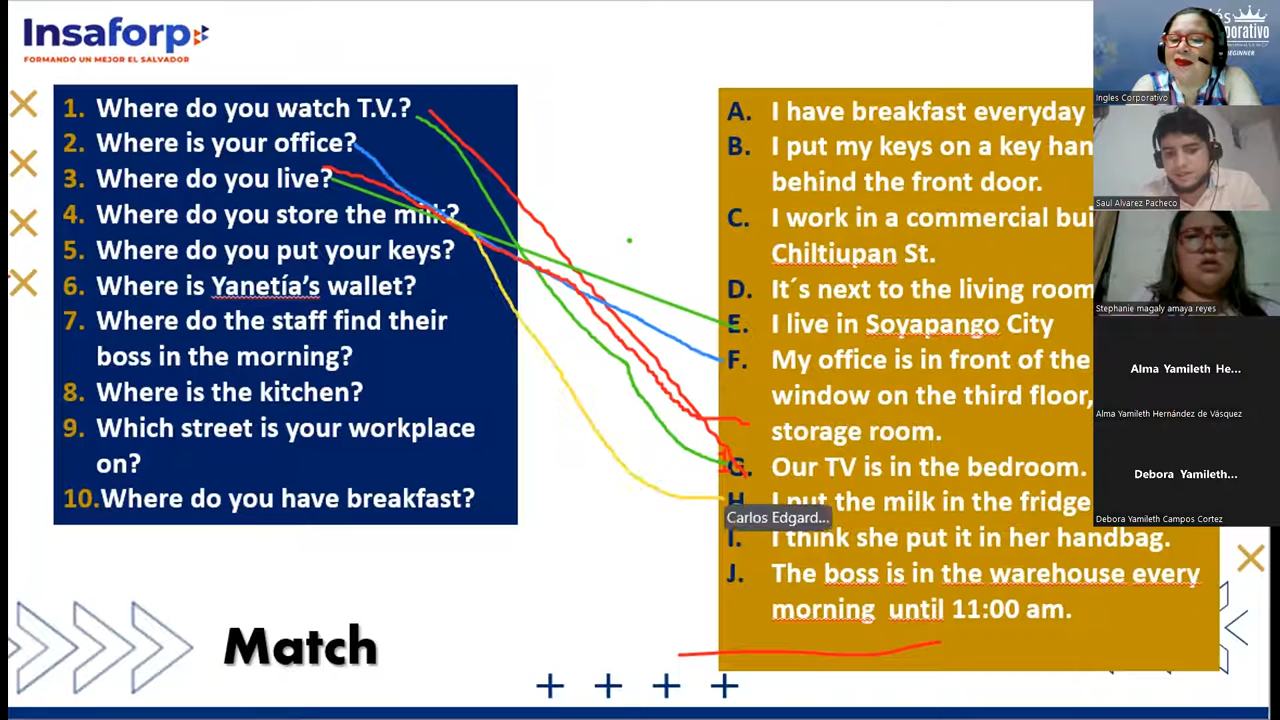 Insaforp
FORMANDO UN MEJOR EL SALVADOR
1. Where do you watch T.V.?
2. Where is your office?
3. Where do you live?
4. Where do you store the milk?
5. Where do you put your keys?
6. Where is Yanetía's wallet?
7. Where do the staff find their
boss in the morning?
8. Where is the kitchen?
9. Which street is your workplace
on?
10.Where do you have breakfast?
Match
A. I have breakfast everyday
B. I put my keys on a key han
behind the front door.
C. I work in a commercial bui
Chiltiupan St.
D. It´s next to the living room
E. I live in Soyapango City
F. My office is in front of the
window on the third floor,
storage room.
G. Our TV is in the bedroom.
H. I put the milk in the fridge
Carlos Edgard...
I. I think she put it in her handbag.
J. The boss is in the warehouse every
morning until 11:00 am.
Ingles Corporativo
Saul Alvarez Pacheco
Stephanie magaly amaya reyes
Alma Yamileth He...
Alma Yamileth Hernández de Vásquez
Debora Yamileth...
Debora Yamileth Campos Cortez